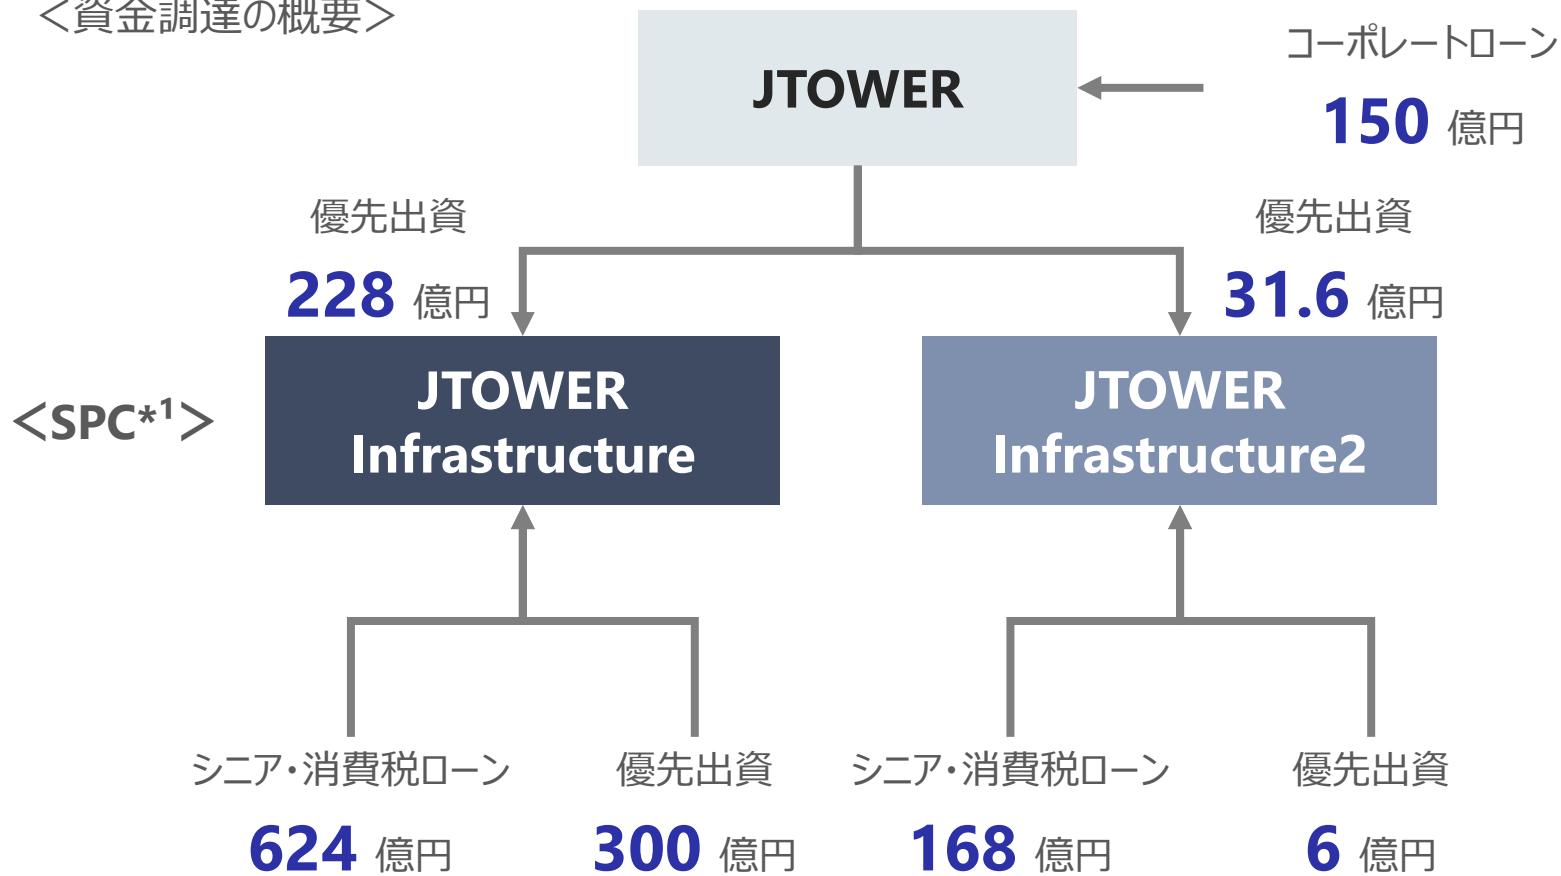 ＜資金調達の概要＞
JTOWER
コーポレートローン
150 億円
優先出資
228 億円
優先出資
31.6 億円
＜SPC*¹＞
JTOWER
Infrastructure
JTOWER
Infrastructure2
シニア・消費税ローン
624 億円
優先出資
300 億円
シニア・消費税ローン
168 億円
優先出資
6 億円